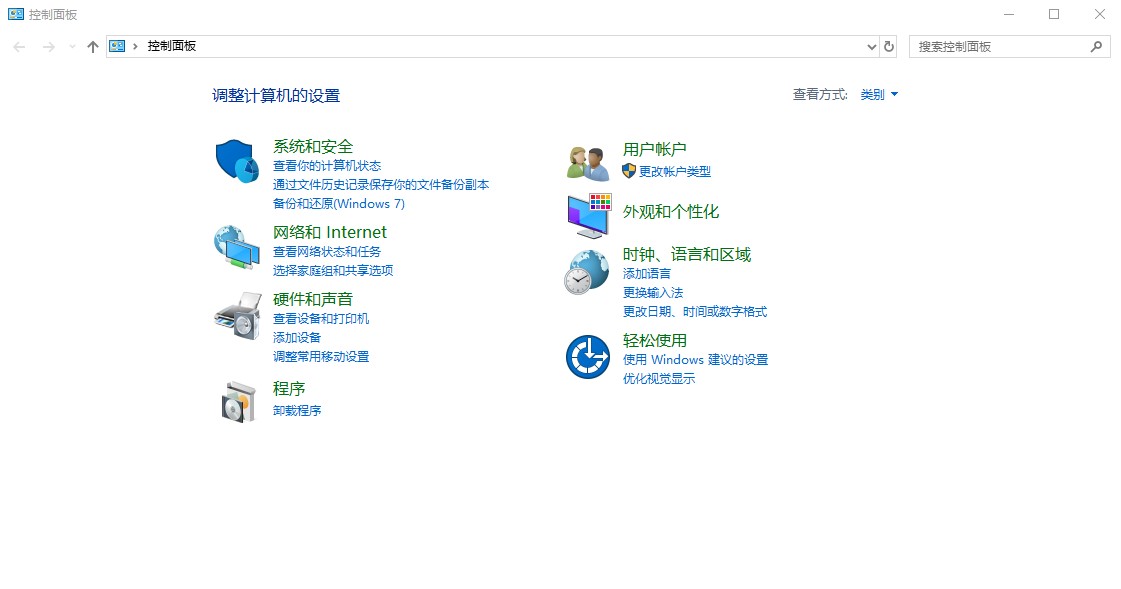 控制面板
控制面板
搜索控制面板
调整计算机的设置
查看方式: 类别
系统和安全
查看你的计算机状态
通过文件历史记录保存你的文件备份副本
备份和还原(Windows 7)
网络和 Internet
查看网络状态和任务
选择家庭组和共享选项
硬件和声音
查看设备和打印机
添加设备
调整常用移动设置
程序
卸载程序
用户帐户
更改帐户类型
外观和个性化
时钟、语言和区域
添加语言
更换输入法
更改日期、时间或数字格式
轻松使用
使用 Windows 建议的设置
优化视觉显示